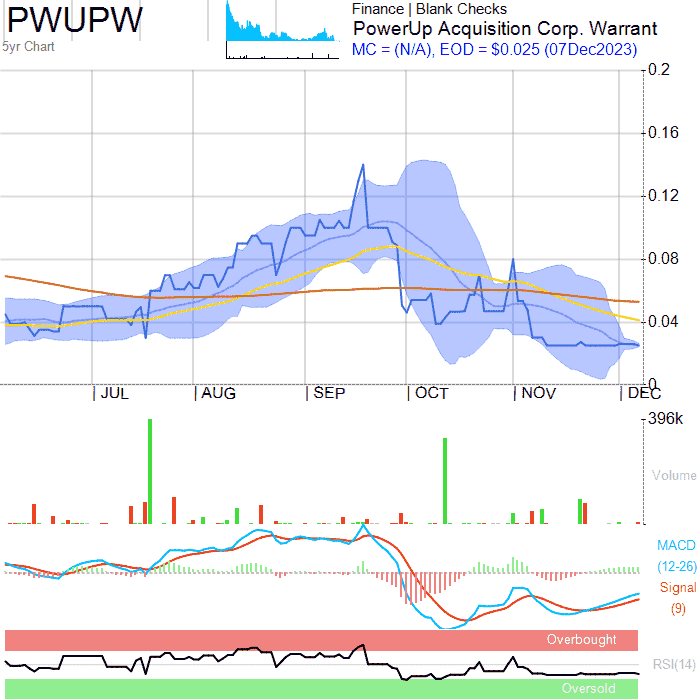 PWUPW
5yr Chart
Finance | Blank Checks
PowerUp Acquisition Corp. Warrant
MC = (N/A), EOD = $0.025 (07Dec2023)
0.2
0.16
0.12
0.08
0.04
0
JUL AUG SEP OCT NOV DEC
396k
Volume
MACD
(12-26)
Signal
(9)
Overbought
RSI(14)
Oversold